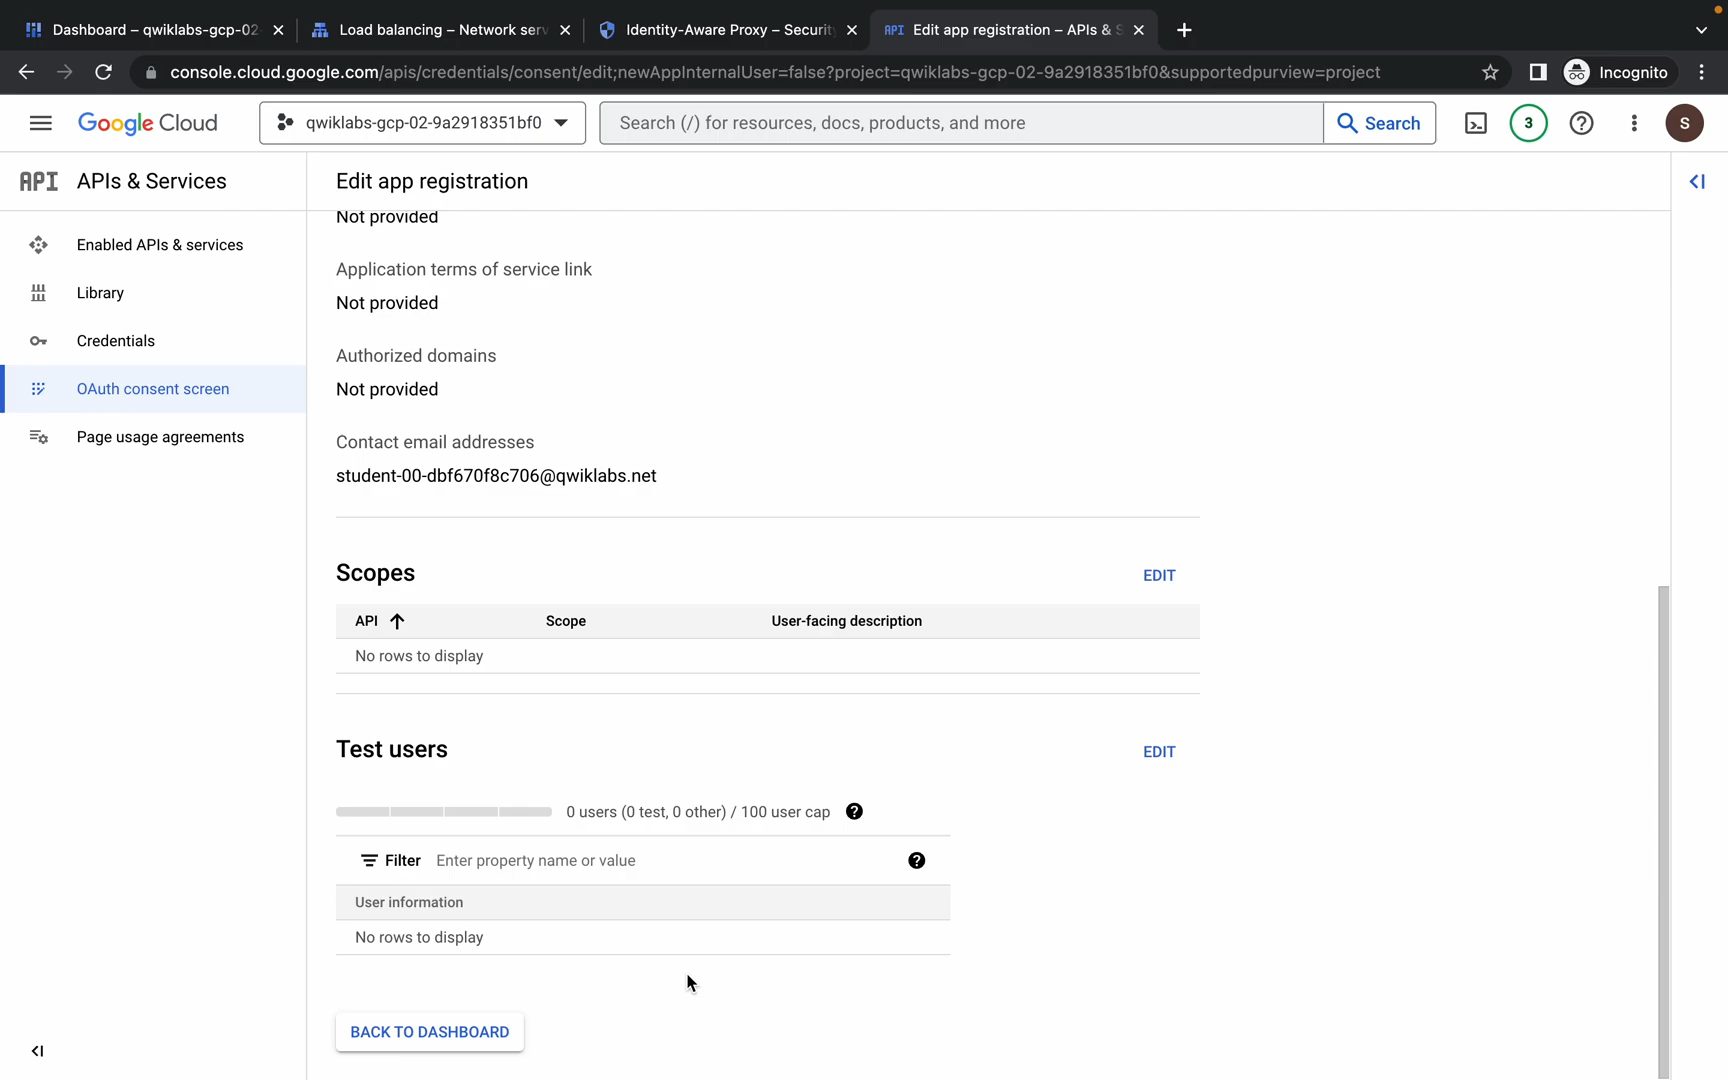 Dashboard – qwiklabs-gcp-02-
Load balancing – Network serv
Identity-Aware Proxy – Security
API Edit app registration – APIs & S
console.cloud.google.com/apis/credentials/consent/edit;newAppInternalUser=false?project=qwiklabs-gcp-02-9a2918351bf0&supportedpurview=project
Incognito
Google Cloud
qwiklabs-gcp-02-9a2918351bf0
Search (/) for resources, docs, products, and more
Search
3
S
API APIs & Services
Edit app registration
Enabled APIs & services
Library
Credentials
OAuth consent screen
Page usage agreements
Not provided
Application terms of service link
Not provided
Authorized domains
Not provided
Contact email addresses
student-00-dbf670f8c706@qwiklabs.net
Scopes
EDIT
API Scope User-facing description
No rows to display
Test users
EDIT
0 users (0 test, 0 other) / 100 user cap
Filter Enter property name or value
User information
No rows to display
BACK TO DASHBOARD